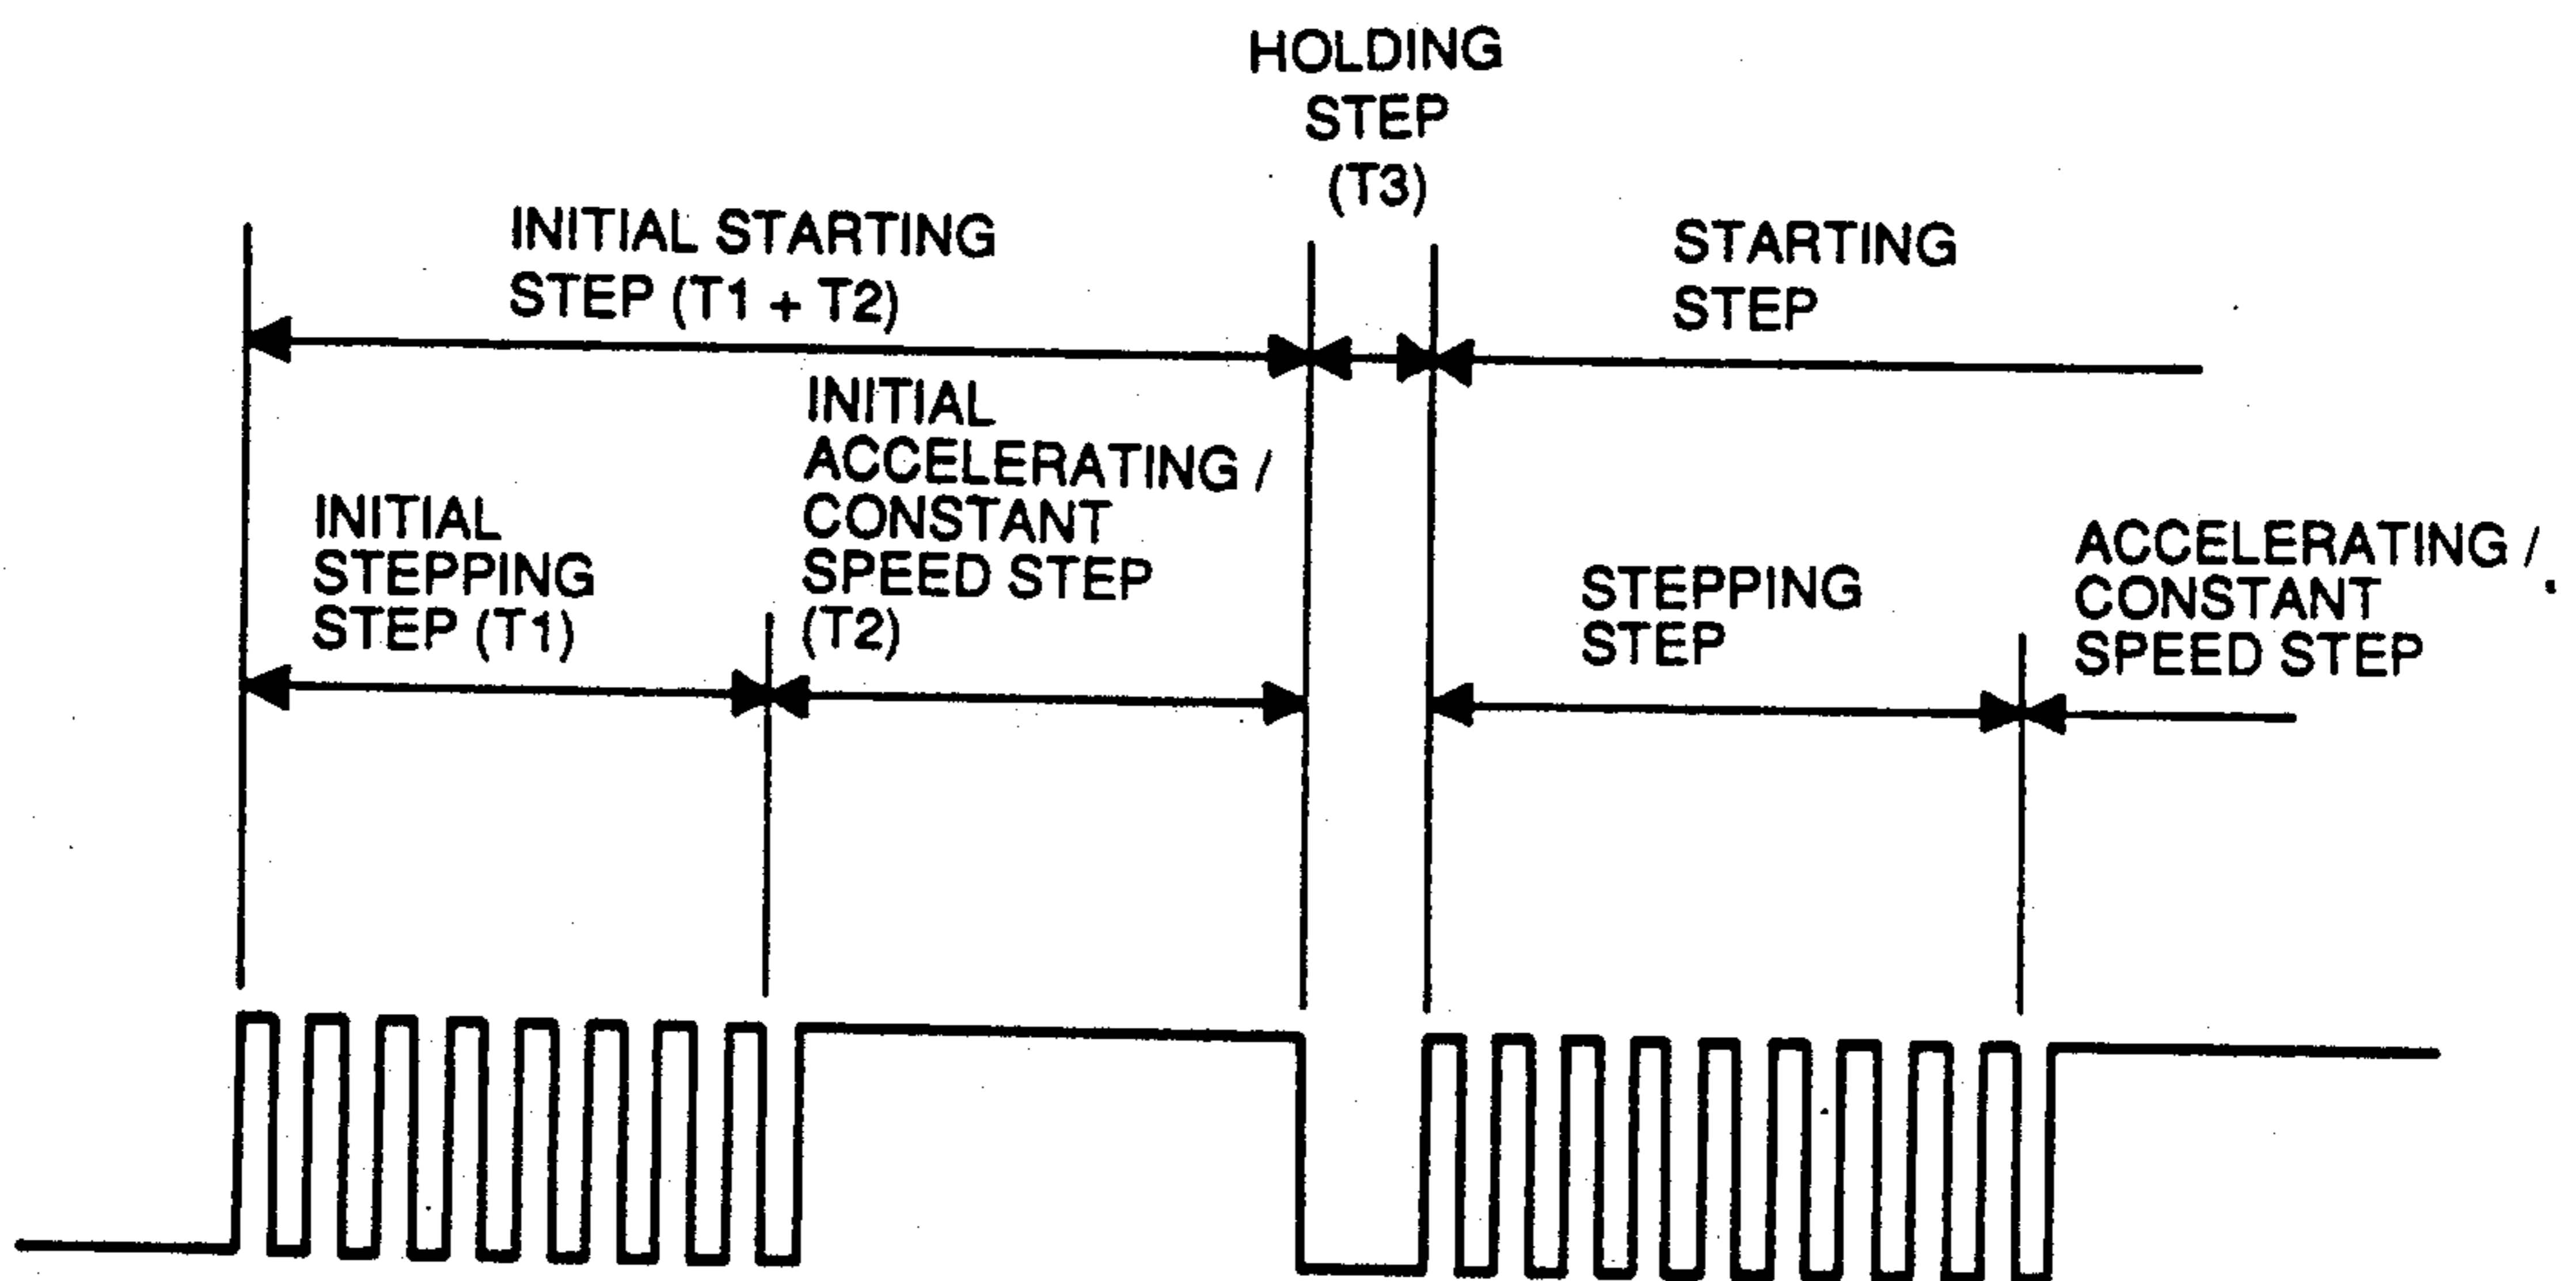 HOLDING
STEP
(T3)
INITIAL STARTING
STEP (T1 + T2)
STARTING
STEP
INITIAL
STEPPING
STEP (T1)
INITIAL
ACCELERATING /
CONSTANT
SPEED STEP
(T2)
STEPPING
STEP
ACCELERATING /
CONSTANT
SPEED STEP